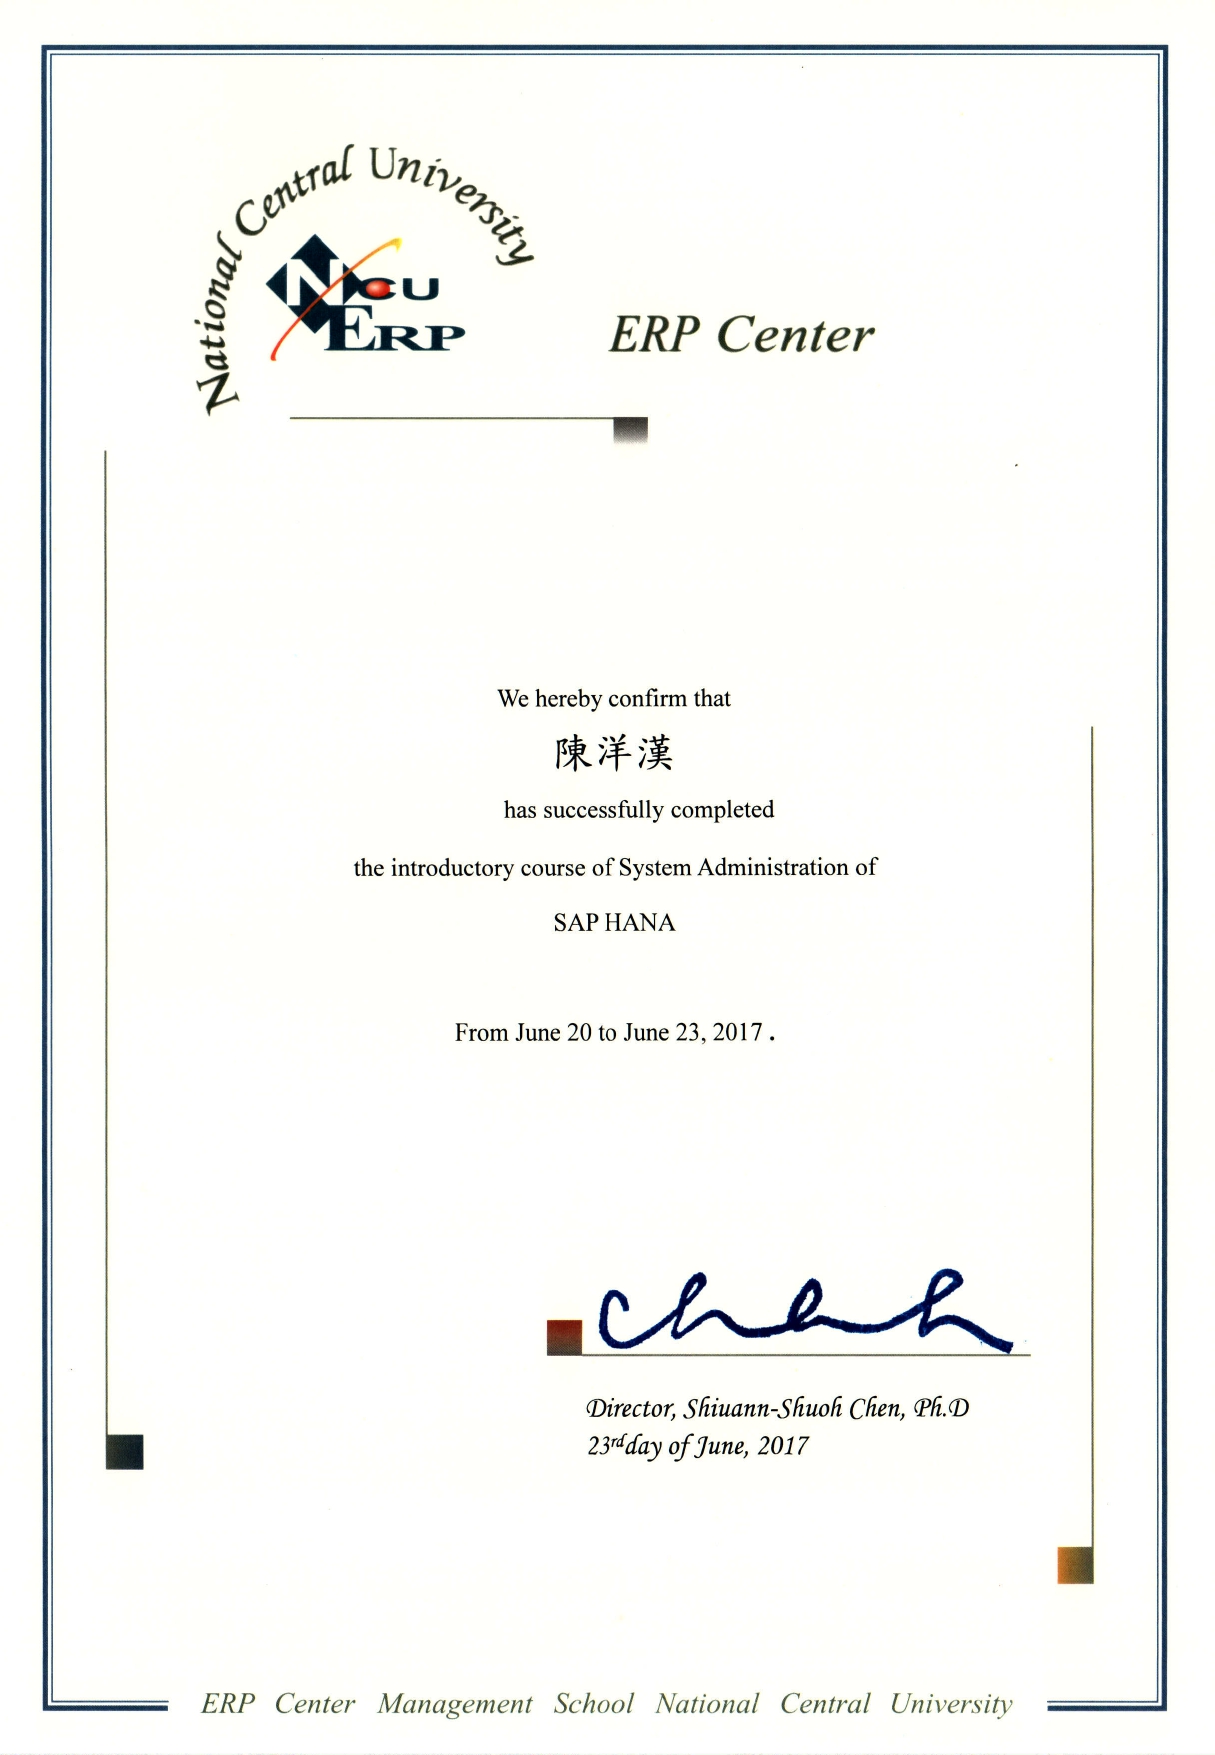 National Central University
NCU
ERP
ERP Center
We hereby confirm that
陳洋漢
has successfully completed
the introductory course of System Administration of
SAP HANA
From June 20 to June 23, 2017 .
Chen
Director, Shiuann-Shuoh Chen, Ph.D
23rd day of June, 2017
ERP Center Management School National Central University